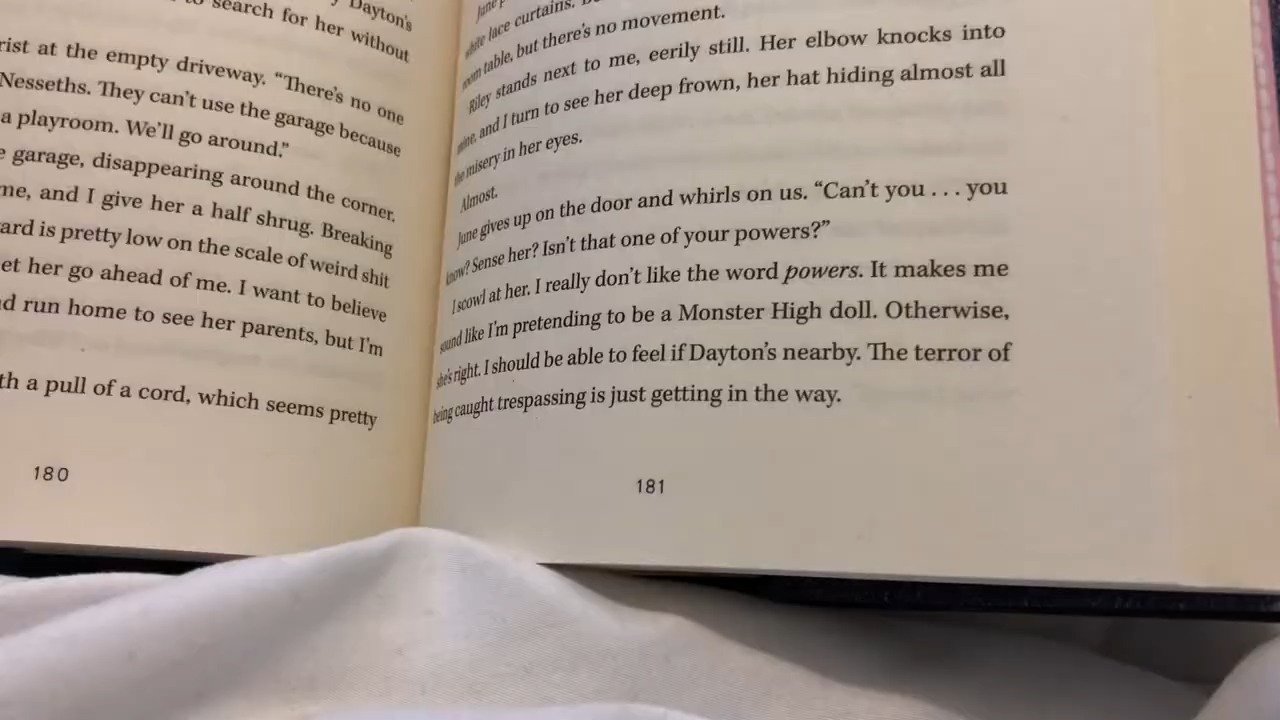 Dayton's
to search for her without
rist at the empty driveway. “There’s no one
Nesseths. They can’t use the garage because
a playroom. We’ll go around.”
e garage, disappearing around the corner.
me, and I give her a half shrug. Breaking
ard is pretty low on the scale of weird shit
et her go ahead of me. I want to believe
nd run home to see her parents, but I’m
th a pull of a cord, which seems pretty
180
June p
white lace curtains.
room table, but there’s no movement.
Riley stands next to me, eerily still. Her elbow knocks into
mine, and I turn to see her deep frown, her hat hiding almost all
the misery in her eyes.
Almost.
June gives up on the door and whirls on us. “Can’t you . . . you
know? Sense her? Isn’t that one of your powers?”
I scowl at her. I really don’t like the word powers. It makes me
sound like I’m pretending to be a Monster High doll. Otherwise,
she’s right. I should be able to feel if Dayton’s nearby. The terror of
being caught trespassing is just getting in the way.
181